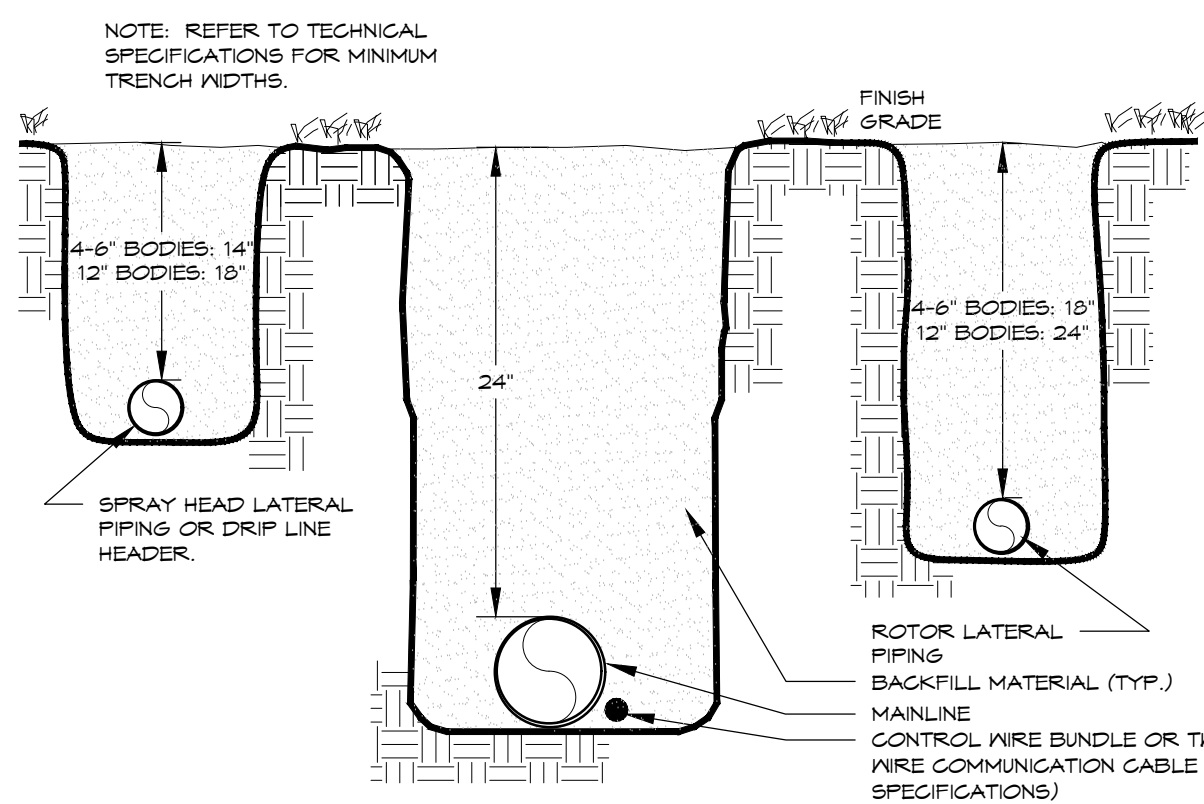 NOTE: REFER TO TECHNICAL
SPECIFICATIONS FOR MINIMUM
TRENCH WIDTHS.
FINISH
GRADE
4-6" BODIES: 14"
12" BODIES: 18"
24"
4-6" BODIES: 18"
12" BODIES: 24"
SPRAY HEAD LATERAL
PIPING OR DRIP LINE
HEADER.
ROTOR LATERAL
PIPING
BACKFILL MATERIAL (TYP.)
MAINLINE
CONTROL WIRE BUNDLE OR
WIRE COMMUNICATION CABLE
SPECIFICATIONS)